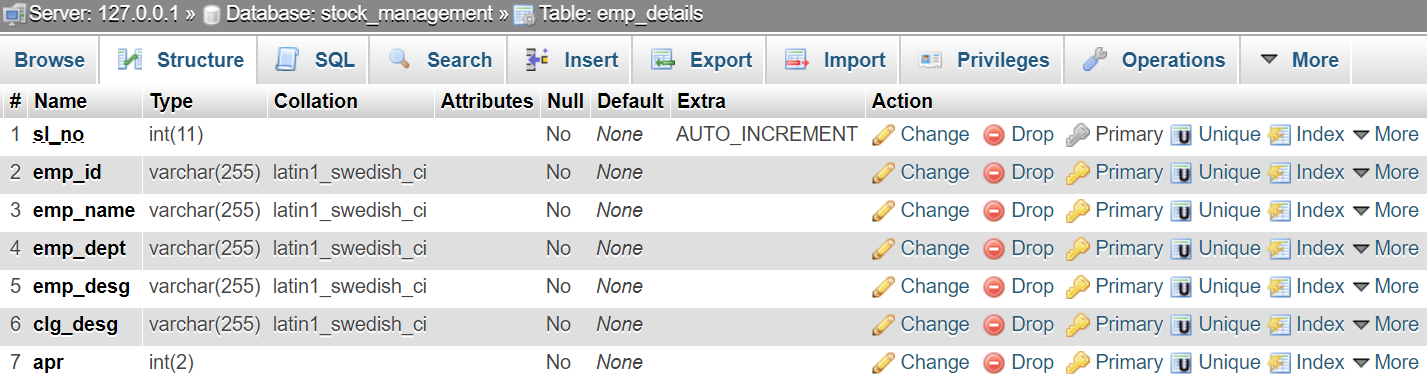 Server: 127.0.0.1 » Database: stock_management » Table: emp_details
Browse Structure SQL Search Insert Export Import Privileges Operations More
# Name Type Collation Attributes Null Default Extra Action
1 sl_no int(11) No None AUTO_INCREMENT Change Drop Primary Unique Index More
2 emp_id varchar(255) latin1_swedish_ci No None Change Drop Primary Unique Index More
3 emp_name varchar(255) latin1_swedish_ci No None Change Drop Primary Unique Index More
4 emp_dept varchar(255) latin1_swedish_ci No None Change Drop Primary Unique Index More
5 emp_desg varchar(255) latin1_swedish_ci No None Change Drop Primary Unique Index More
6 clg_desg varchar(255) latin1_swedish_ci No None Change Drop Primary Unique Index More
7 apr int(2) No None Change Drop Primary Unique Index More